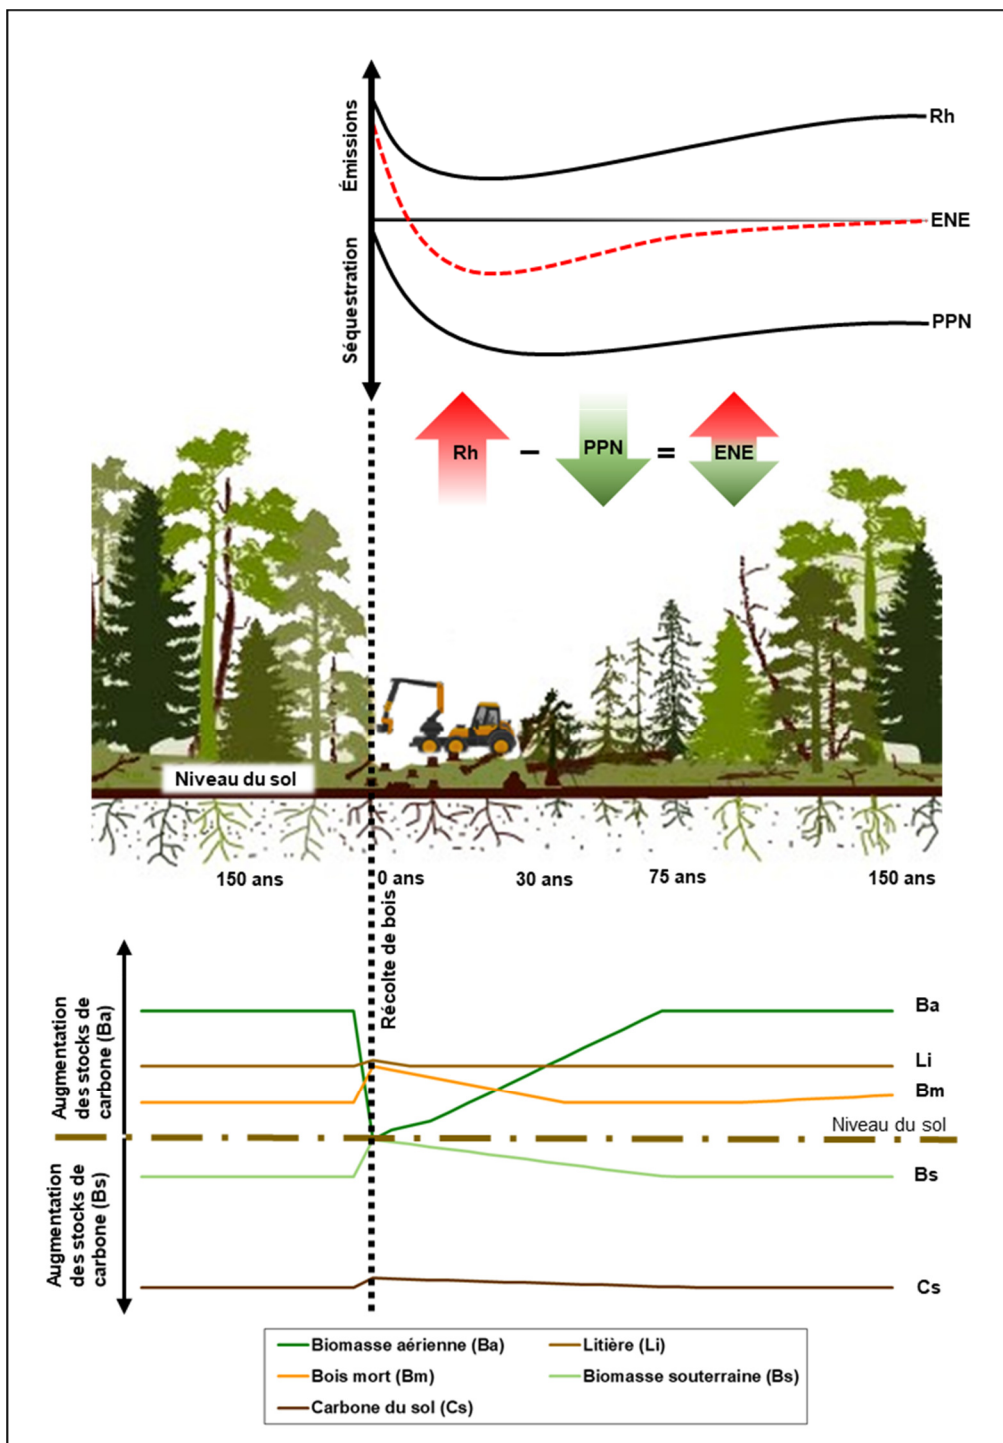 Émissions
Séquestration
Rh
ENE
PPN
Rh
–
PPN
=
ENE
Niveau du sol
150 ans
0 ans
30 ans
75 ans
150 ans
Récolte de bois
Augmentation
des stocks de
carbone (Ba)
Augmentation
des stocks de
carbone (Bs)
Ba
Li
Bm
Niveau du sol
Bs
Cs
Biomasse aérienne (Ba)
Litière (Li)
Bois mort (Bm)
Biomasse souterraine (Bs)
Carbone du sol (Cs)